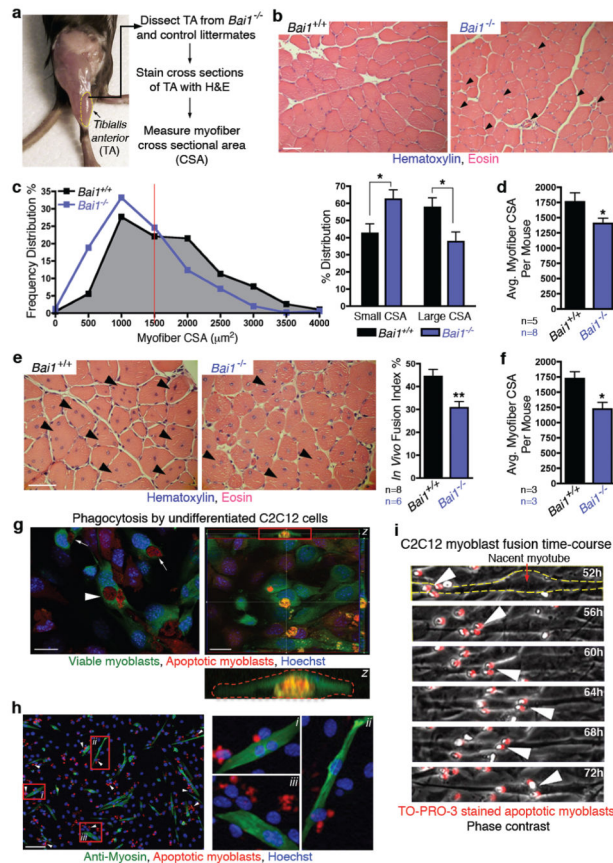 a
Dissect TA from Bai1-/-
and control littermates
Stain cross sections
of TA with H&E
Measure myofiber
cross sectional area
(CSA)
Tibialis
anterior
(TA)
b
Bai1+/+
Bai1-/-
Hematoxylin, Eosin
c
Bai1+/+
Bai1-/-
Frequency Distribution %
35
30
25
20
15
10
5
0
0
500
1000
1500
2000
2500
3000
3500
4000
Myofiber CSA (μm2)
% Distribution
70
60
50
40
30
20
10
0
*
*
Small CSA
Large CSA
Bai1+/+
Bai1-/-
d
Avg. Myofiber CSA
Per Mouse
2000
1750
1500
1250
1000
750
500
250
0
*
n=5
n=8
Bai1+/+
Bai1-/-
e
Bai1+/+
Bai1-/-
Hematoxylin, Eosin
In Vivo Fusion Index %
50
40
30
20
10
0
**
n=8
n=6
Bai1+/+
Bai1-/-
f
Avg. Myofiber CSA
Per Mouse
2000
1750
1500
1250
1000
750
500
250
0
*
n=3
n=3
Bai1+/+
Bai1-/-
g
Phagocytosis by undifferentiated C2C12 cells
z
Viable myoblasts, Apoptotic myoblasts, Hoechst
z
h
i
ii
iii
ii
i
iii
Anti-Myosin, Apoptotic myoblasts, Hoechst
i
C2C12 myoblast fusion time-course
Nacent myotube
52h
56h
60h
64h
68h
72h
TO-PRO-3 stained apoptotic myoblasts
Phase contrast